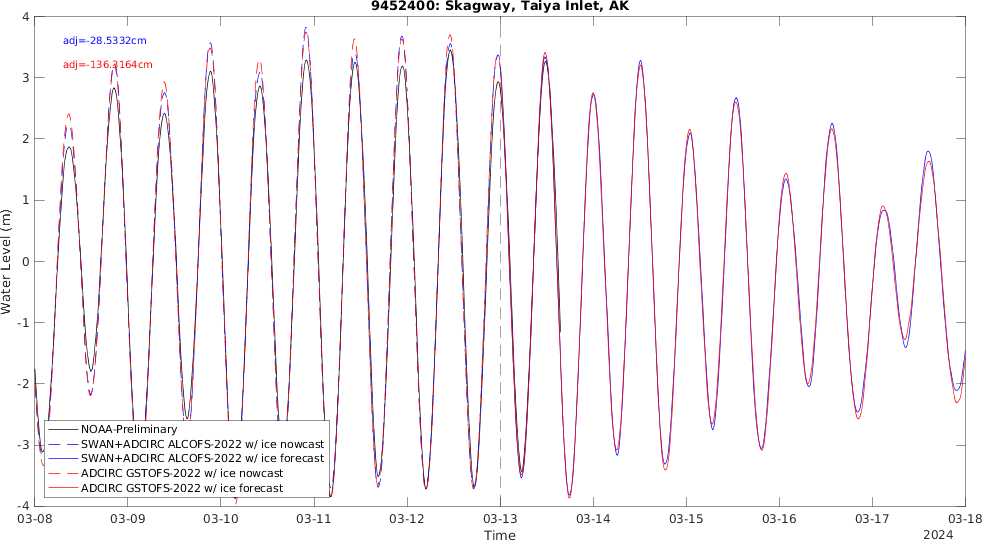 9452400: Skagway, Taiya Inlet, AK
adj=-28.5332cm
adj=-136.3164cm
Water Level (m)
4
3
2
1
0
-1
-2
-3
-4
NOAA-Preliminary
SWAN+ADCIRC ALCOFS-2022 w/ ice nowcast
SWAN+ADCIRC ALCOFS-2022 w/ ice forecast
ADCIRC GSTOFS-2022 w/ ice nowcast
ADCIRC GSTOFS-2022 w/ ice forecast
03-08 03-09 03-10 03-11 03-12 03-13 03-14 03-15 03-16 03-17 03-18
Time
2024